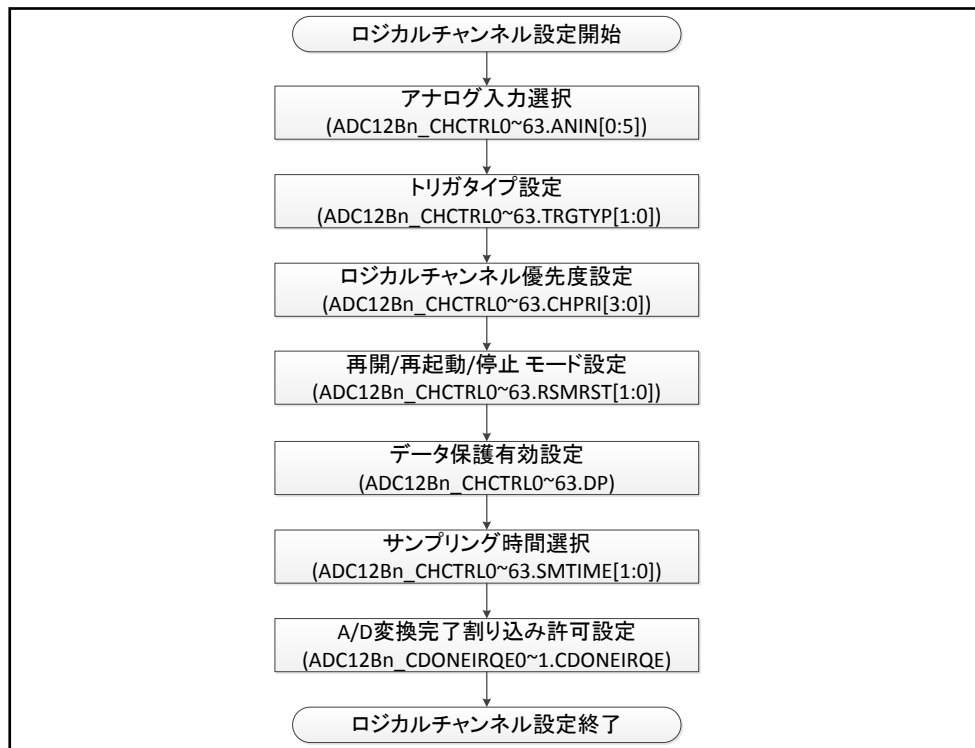 ロジカルチャンネル設定開始
アナログ入力選択
(ADC12Bn_CHCTRL0~63.ANIN[0:5])
トリガタイプ設定
(ADC12Bn_CHCTRL0~63.TRGTYP[1:0])
ロジカルチャンネル優先度設定
(ADC12Bn_CHCTRL0~63.CHPRI[3:0])
再開/再起動/停止 モード設定
(ADC12Bn_CHCTRL0~63.RSMRST[1:0])
データ保護有効設定
(ADC12Bn_CHCTRL0~63.DP)
サンプリング時間選択
(ADC12Bn_CHCTRL0~63.SMTIME[1:0])
A/D変換完了割り込み許可設定
(ADC12Bn_CDONEIRQE0~1.CDONEIRQE)
ロジカルチャンネル設定終了